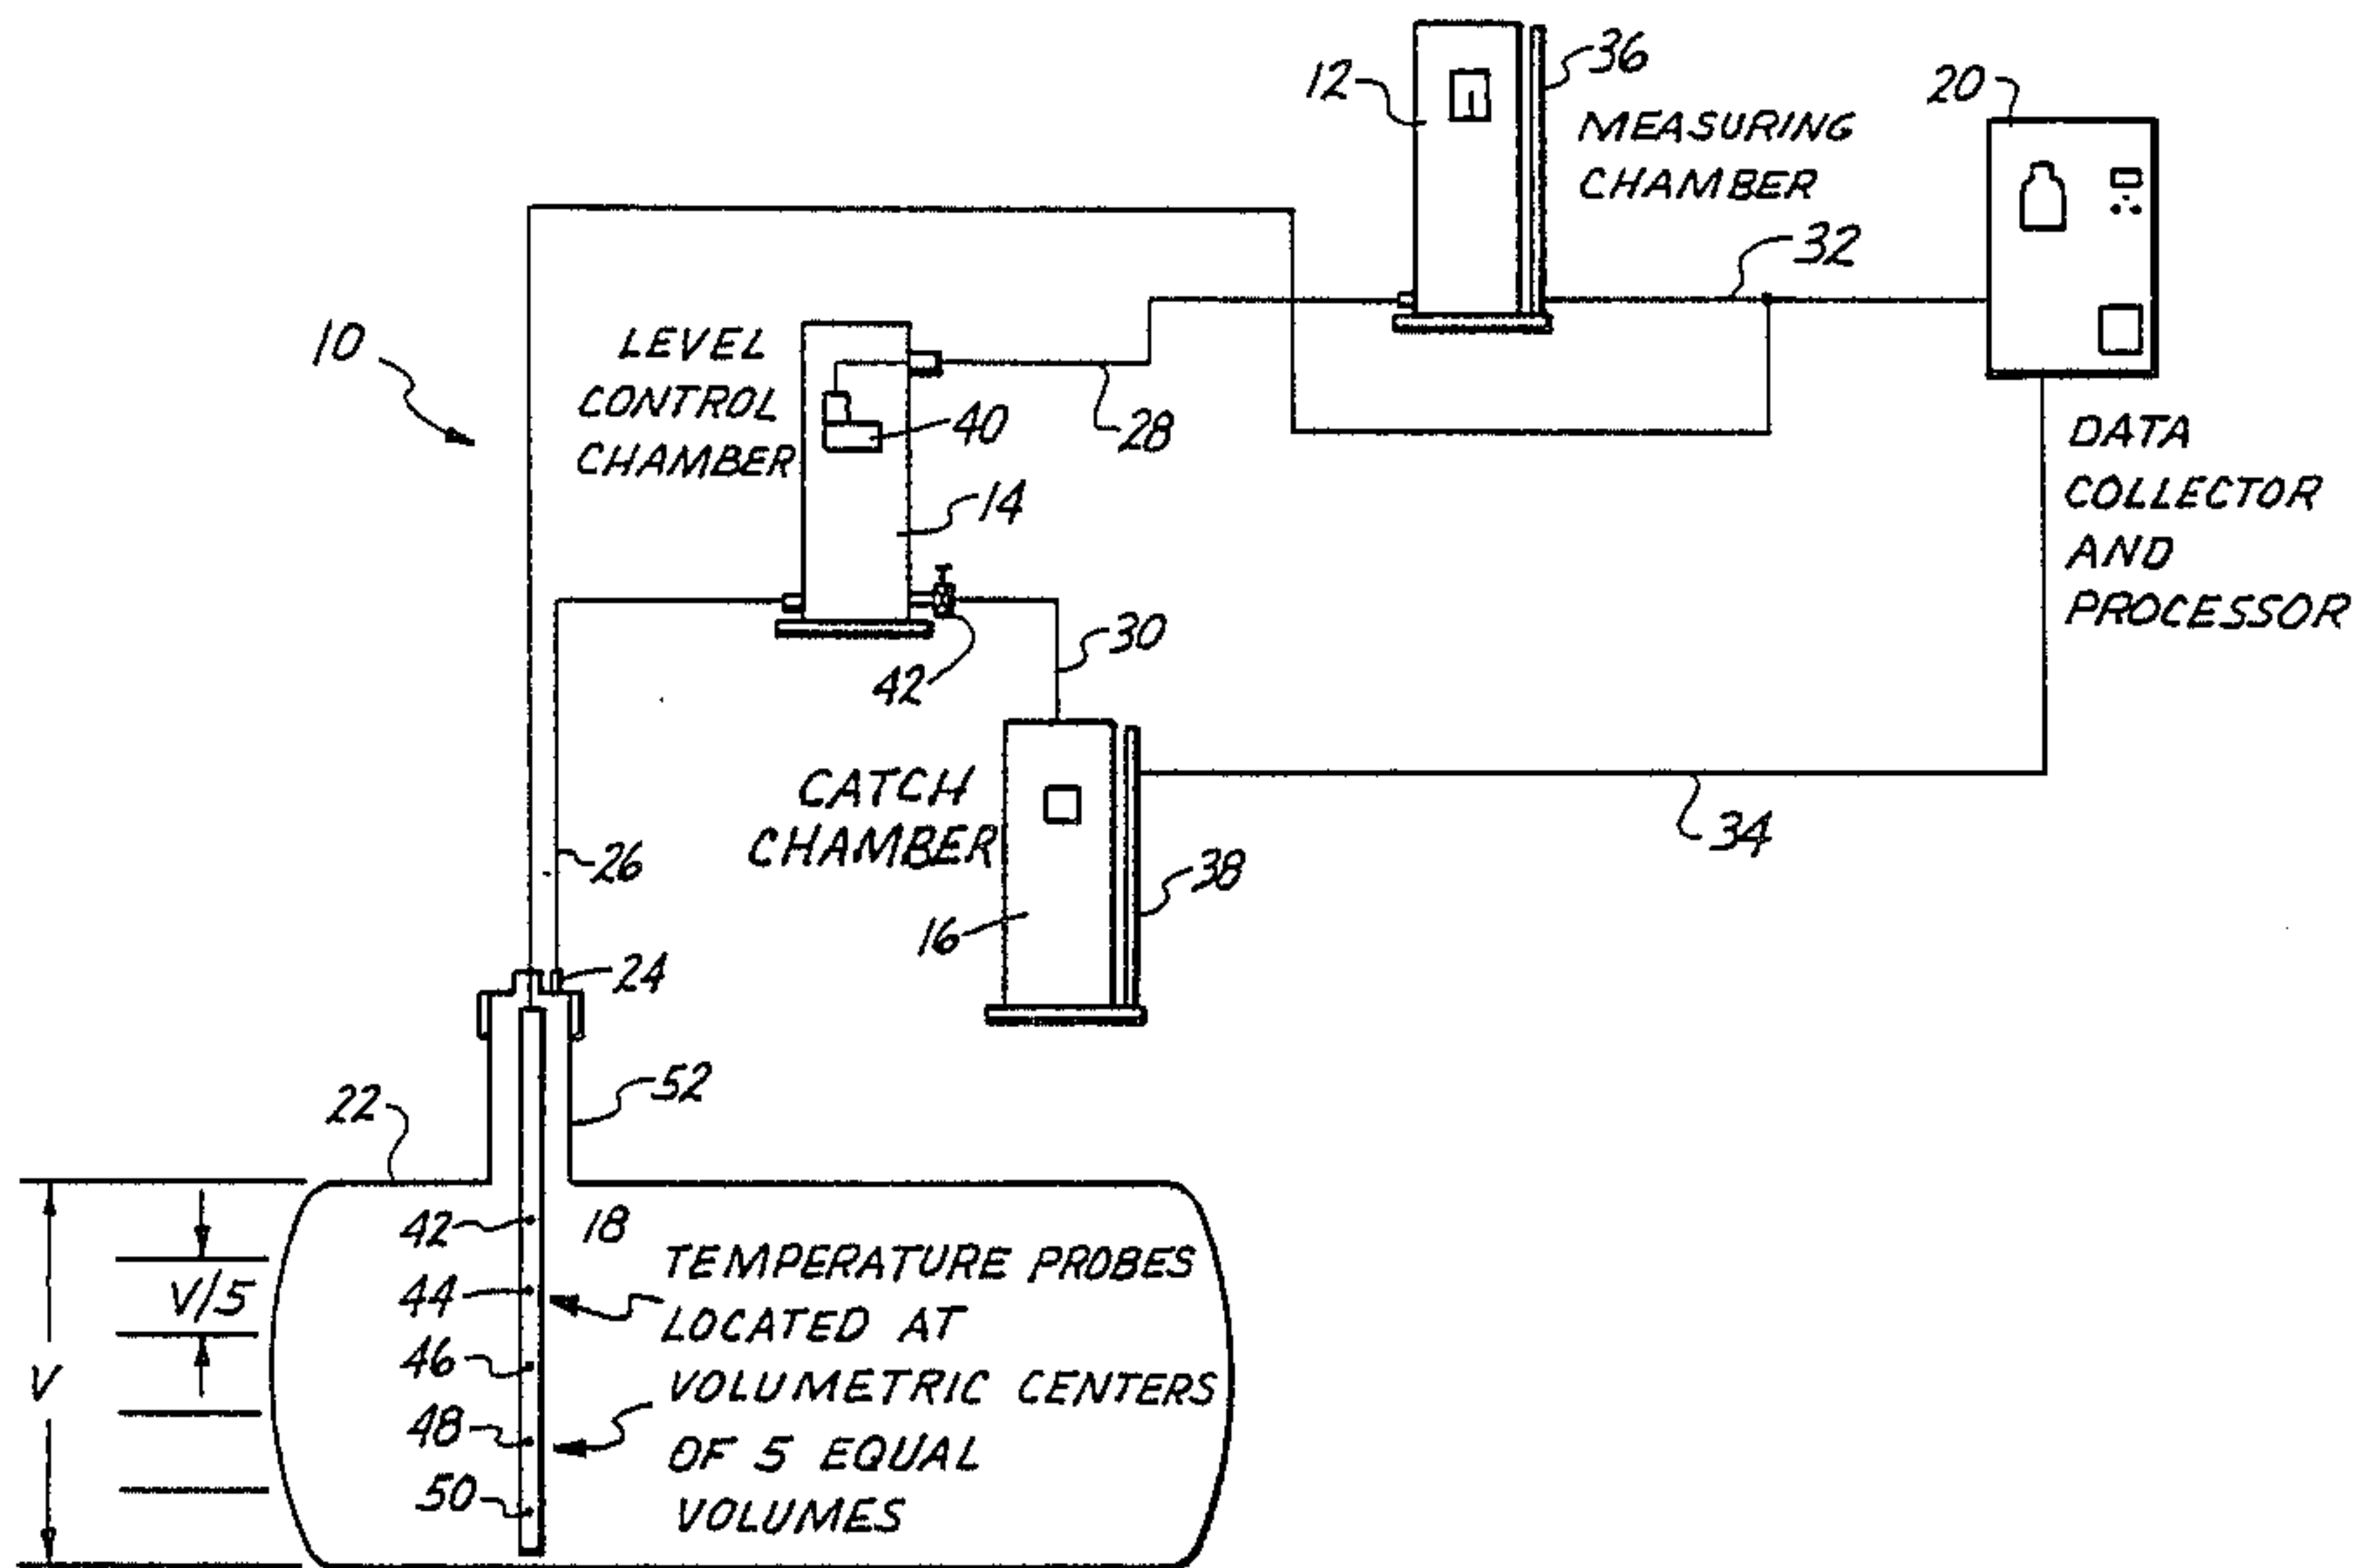 12
36
MEASURING
CHAMBER
20
32
10
LEVEL
CONTROL
CHAMBER
40
28
14
DATA
COLLECTOR
AND
PROCESSOR
42
30
CATCH
CHAMBER
34
26
38
16
24
22
52
42
18
TEMPERATURE PROBES
LOCATED AT
VOLUMETRIC CENTERS
OF 5 EQUAL
VOLUMES
44
V/5
46
V
48
50